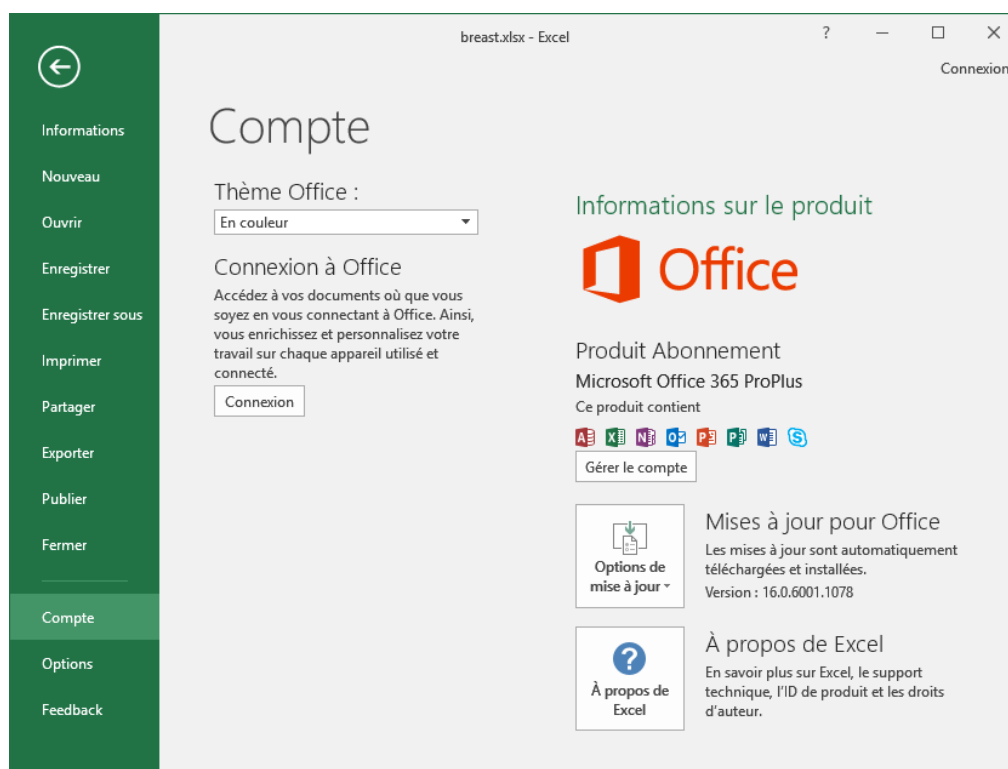 breast.xlsx - Excel
?
Connexion
Informations
Nouveau
Ouvrir
Enregistrer
Enregistrer sous
Imprimer
Partager
Exporter
Publier
Fermer
Compte
Options
Feedback
Compte
Thème Office :
En couleur
Connexion à Office
Accédez à vos documents où que vous
soyez en vous connectant à Office. Ainsi,
vous enrichissez et personnalisez votre
travail sur chaque appareil utilisé et
connecté.
Connexion
Informations sur le produit
Office
Produit Abonnement
Microsoft Office 365 ProPlus
Ce produit contient
Gérer le compte
Options de
mise à jour
Mises à jour pour Office
Les mises à jour sont automatiquement
téléchargées et installées.
Version : 16.0.6001.1078
À propos de
Excel
À propos de Excel
En savoir plus sur Excel, le support
technique, l'ID de produit et les droits
d'auteur.